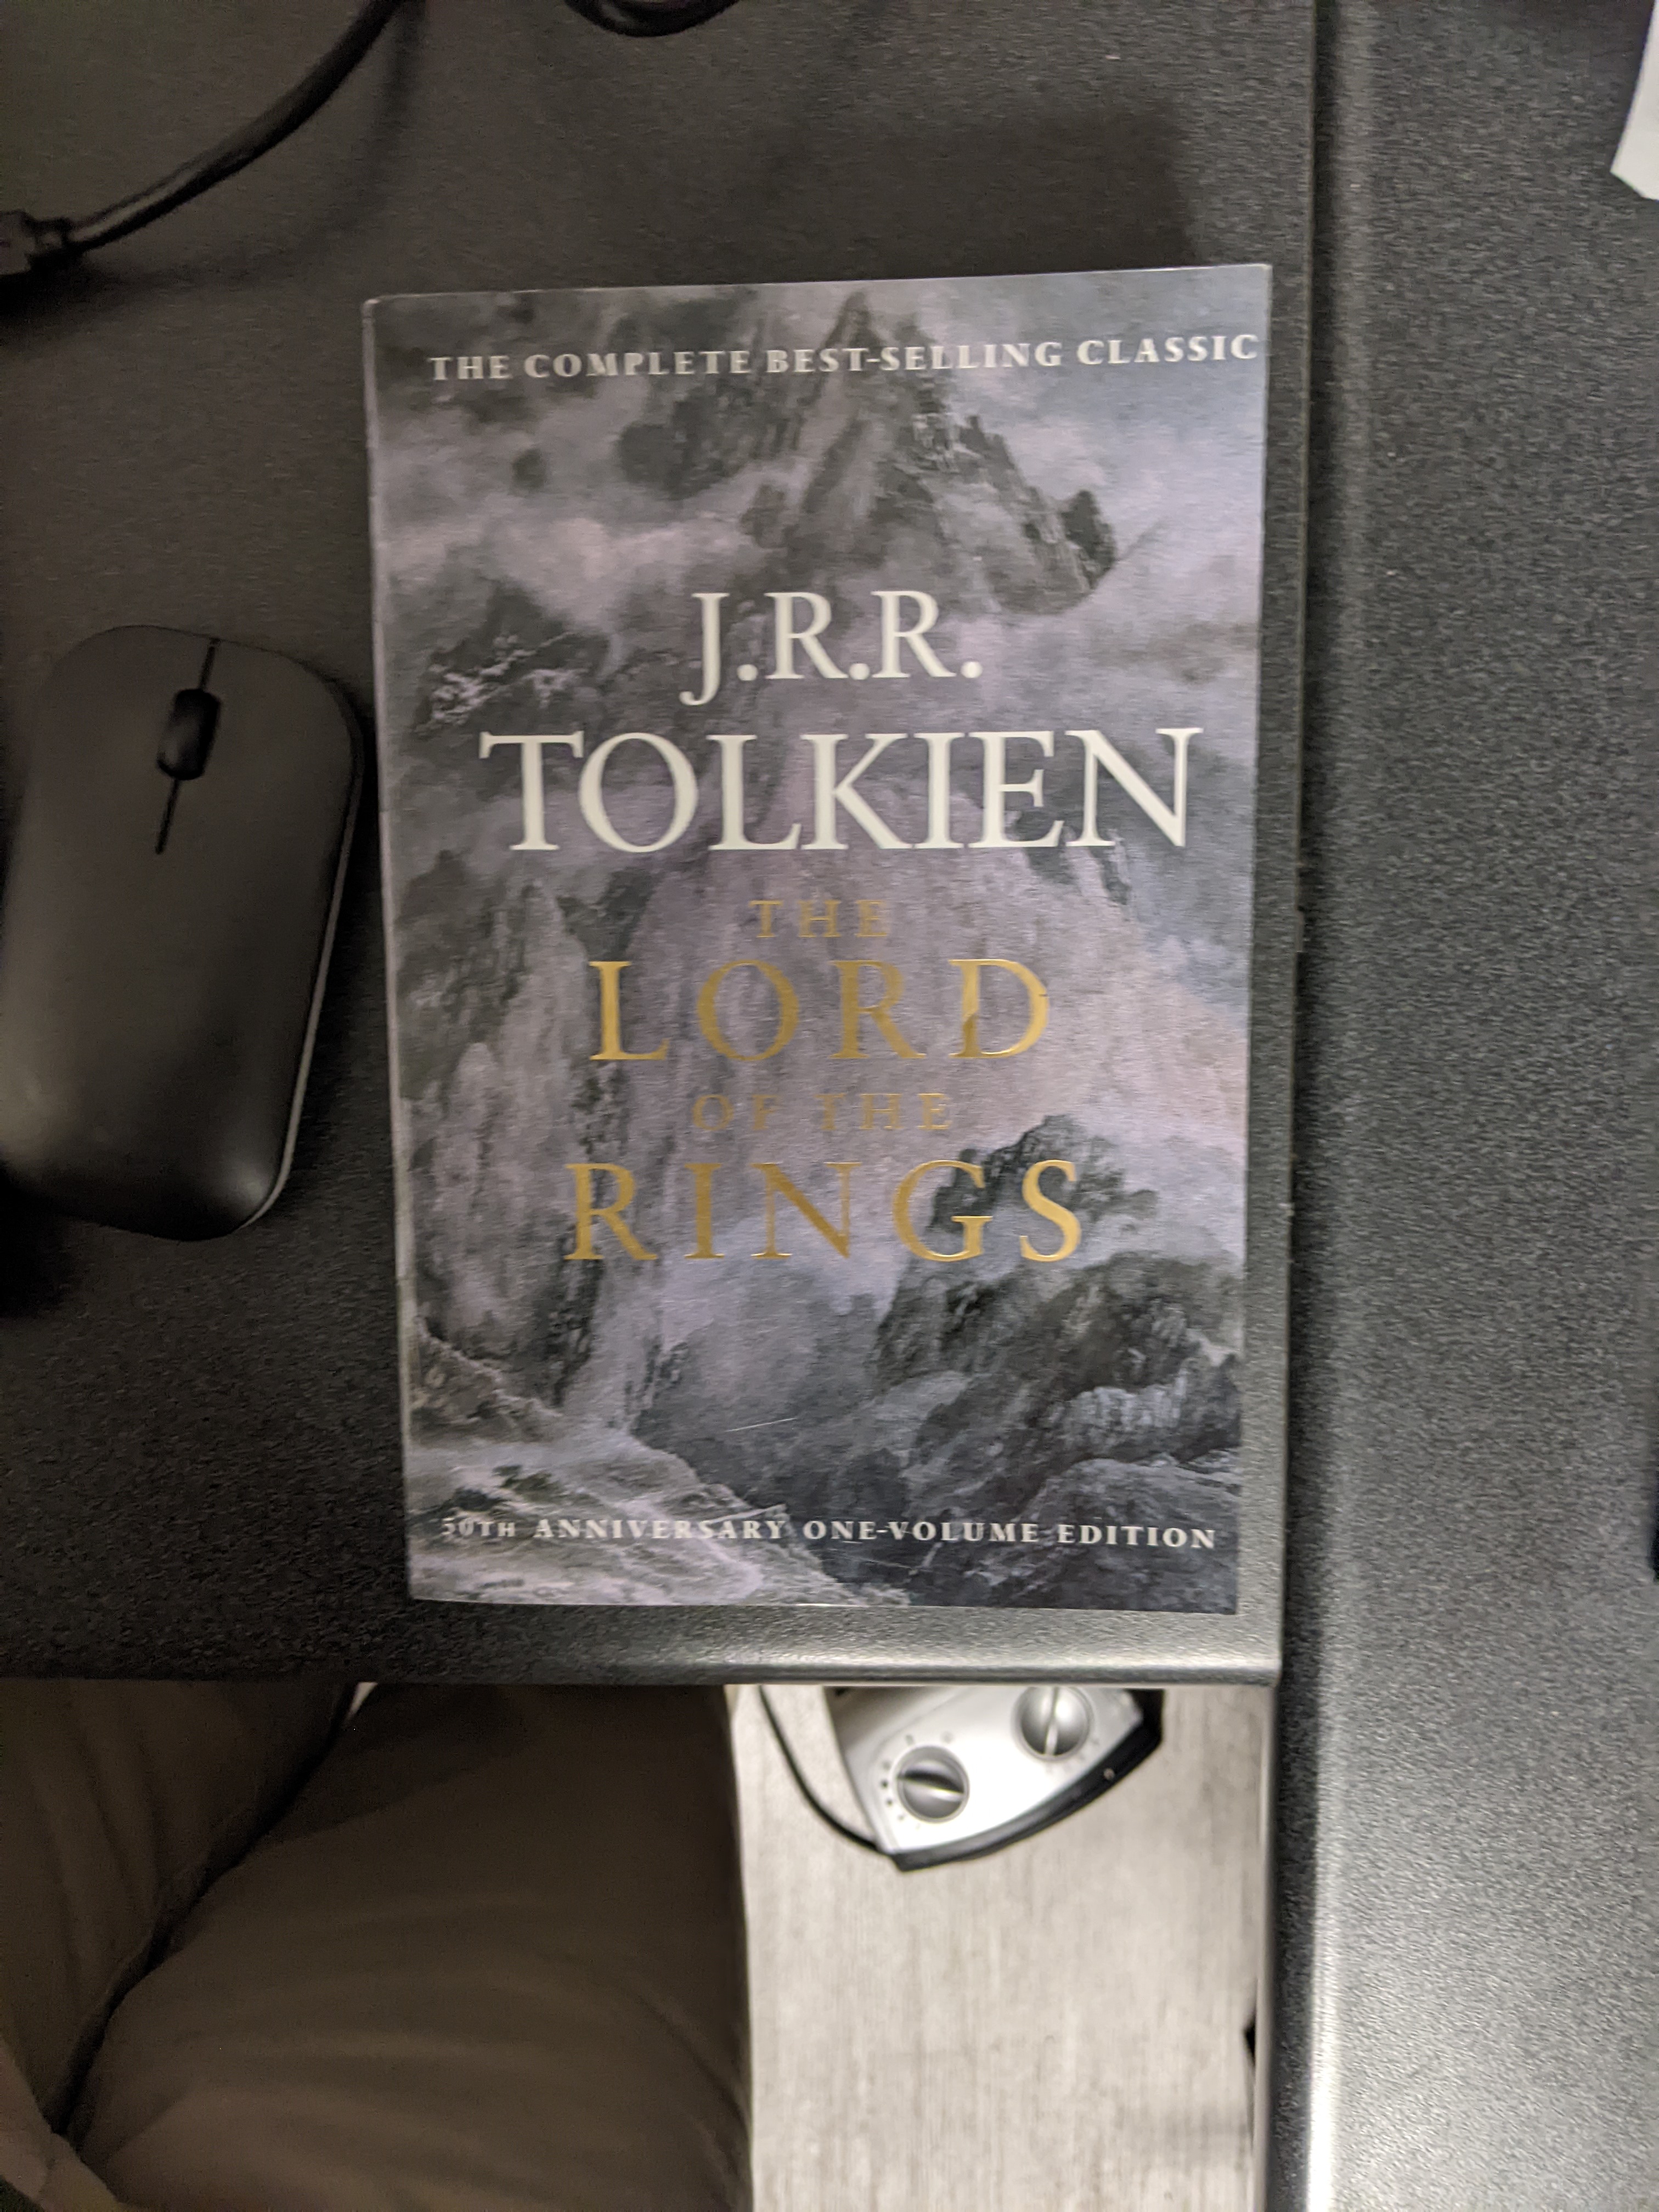 THE COMPLETE BEST-SELLING CLASSIC
J.R.R.
TOLKIEN
THE
LORD
OF THE
RINGS
50TH ANNIVERSARY ONE-VOLUME EDITION